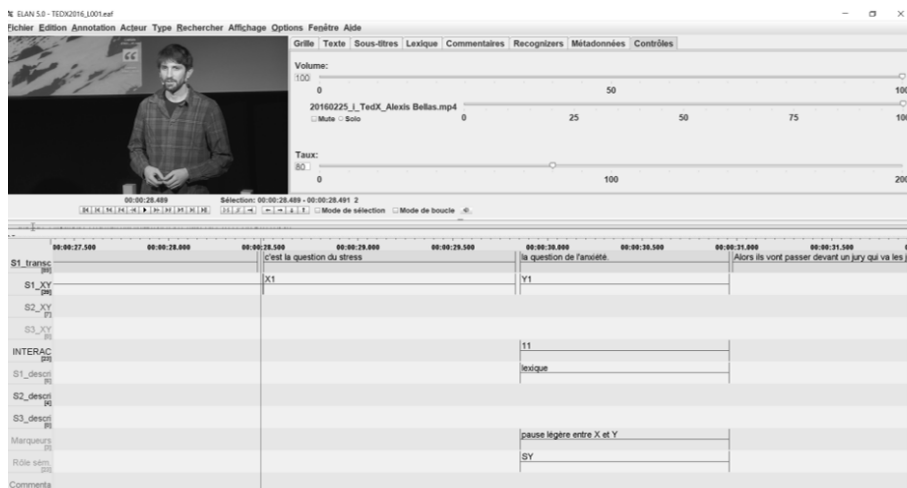 ELAN 5.0 - TEDX2016_L001.eaf
Fichier Edition Annotation Acteur Type Rechercher Affichage Options Fenêtre Aide
Grille Texte Sous-titres Lexique Commentaires Recognizers Métadonnées Contrôles
Volume:
100
0 50 100
20160225_i_TedX_Alexis Bellas.mp4
Mute Solo 0 25 50 75 100
Taux:
80
0 100 200
00:00:28.489 Sélection: 00:00:28.489 - 00:00:28.491 2
Mode de sélection Mode de boucle
00:00:27.500 00:00:28.000 00:00:28.500 00:00:29.000 00:00:29.500 00:00:30.000 00:00:30.500 00:00:31.000 00:00:31.500
S1_transc c'est la question du stress la question de l'anxiété. Alors ils vont passer devant un jury qui va les j
S1_XY X1 Y1
S2_XY
S3_XY
INTERAC 11
S1_descri lexique
S2_descri
S3_descri
Marqueurs pause légère entre X et Y
Rôle sém. SY
Commenta